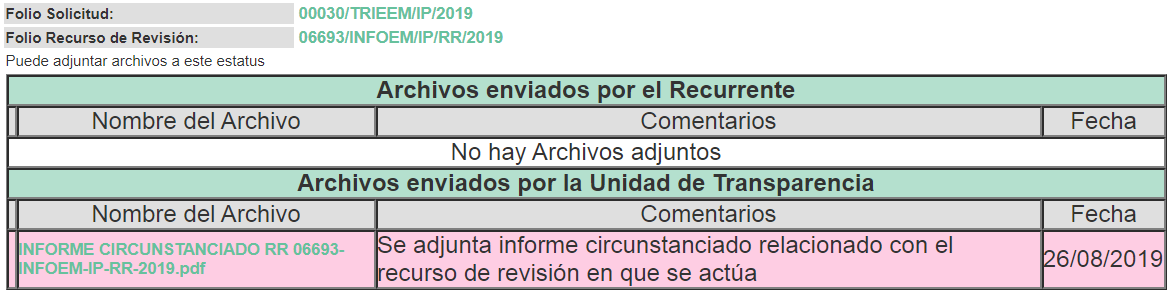 Folio Solicitud: 00030/TRIEEM/IP/2019
Folio Recurso de Revisión: 06693/INFOEM/IP/RR/2019
Puede adjuntar archivos a este estatus
Archivos enviados por el Recurrente
Nombre del Archivo Comentarios Fecha
No hay Archivos adjuntos
Archivos enviados por la Unidad de Transparencia
Nombre del Archivo Comentarios Fecha
INFORME CIRCUNSTANCIADO RR 06693-
INFOEM-IP-RR-2019.pdf
Se adjunta informe circunstanciado relacionado con el
recurso de revisión en que se actúa
26/08/2019